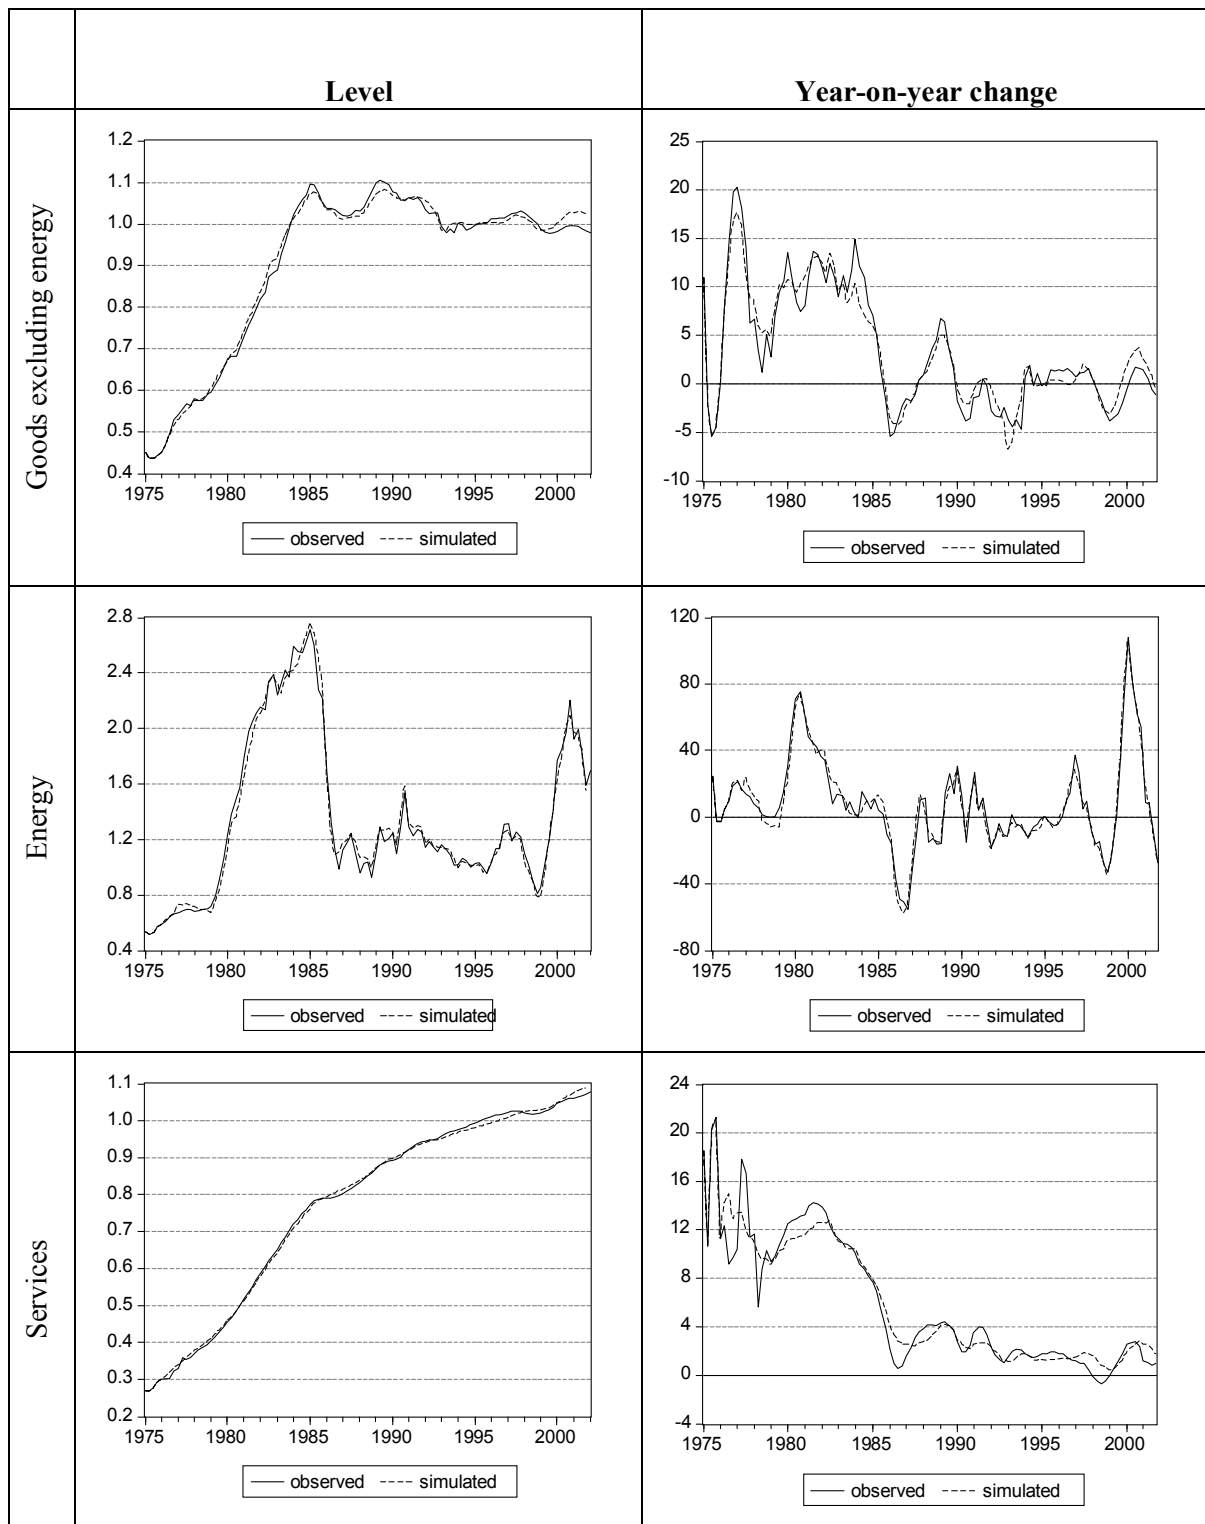 Level
Year-on-year change
Goods excluding energy
1.2
1.1
1.0
0.9
0.8
0.7
0.6
0.5
0.4
1975 1980 1985 1990 1995 2000
observed simulated
25
20
15
10
5
0
-5
-10
1975 1980 1985 1990 1995 2000
observed simulated
Energy
2.8
2.4
2.0
1.6
1.2
0.8
0.4
1975 1980 1985 1990 1995 2000
observed simulated
120
80
40
0
-40
-80
1975 1980 1985 1990 1995 2000
observed simulated
Services
1.1
1.0
0.9
0.8
0.7
0.6
0.5
0.4
0.3
0.2
1975 1980 1985 1990 1995 2000
observed simulated
24
20
16
12
8
4
0
-4
1975 1980 1985 1990 1995 2000
observed simulated